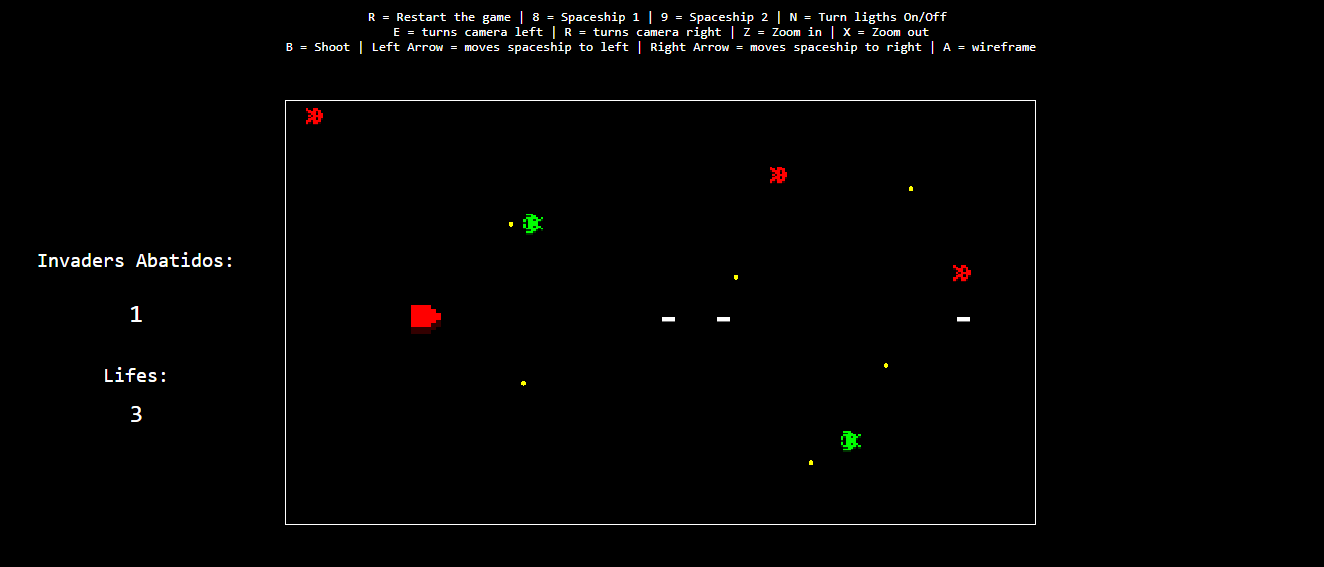 R = Restart the game | 8 = Spaceship 1 | 9 = Spaceship 2 | N = Turn ligths On/Off
E = turns camera left | R = turns camera right | Z = Zoom in | X = Zoom out
B = Shoot | Left Arrow = moves spaceship to left | Right Arrow = moves spaceship to right | A = wireframe
Invaders Abatidos:
1
Lifes:
3